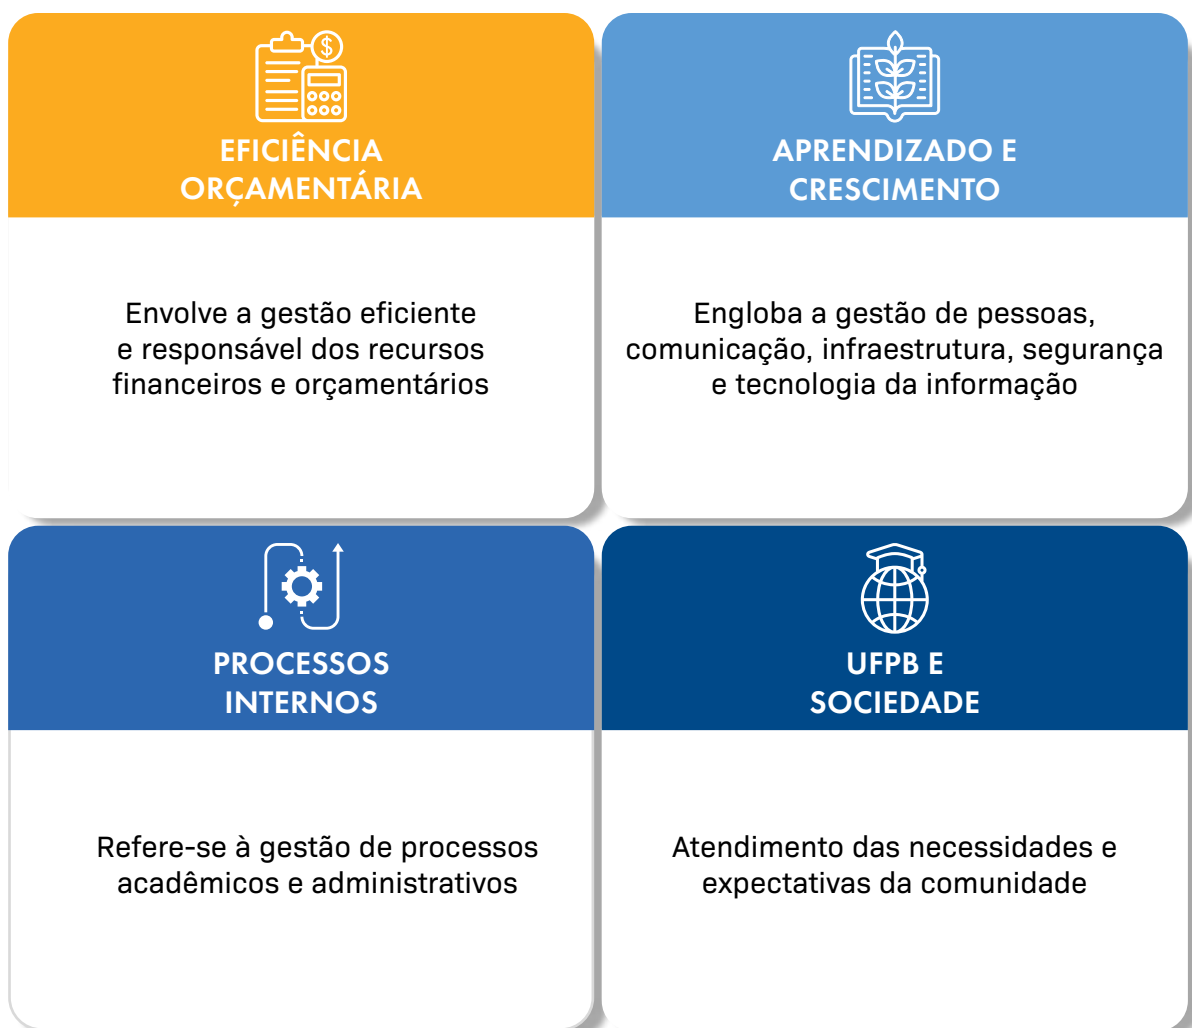 $
EFICIÊNCIA
ORÇAMENTÁRIA
Envolve a gestão eficiente
e responsável dos recursos
financeiros e orçamentários
APRENDIZADO E
CRESCIMENTO
Engloba a gestão de pessoas,
comunicação, infraestrutura, segurança
e tecnologia da informação
PROCESSOS
INTERNOS
Refere-se à gestão de processos
acadêmicos e administrativos
UFPB E
SOCIEDADE
Atendimento das necessidades e
expectativas da comunidade